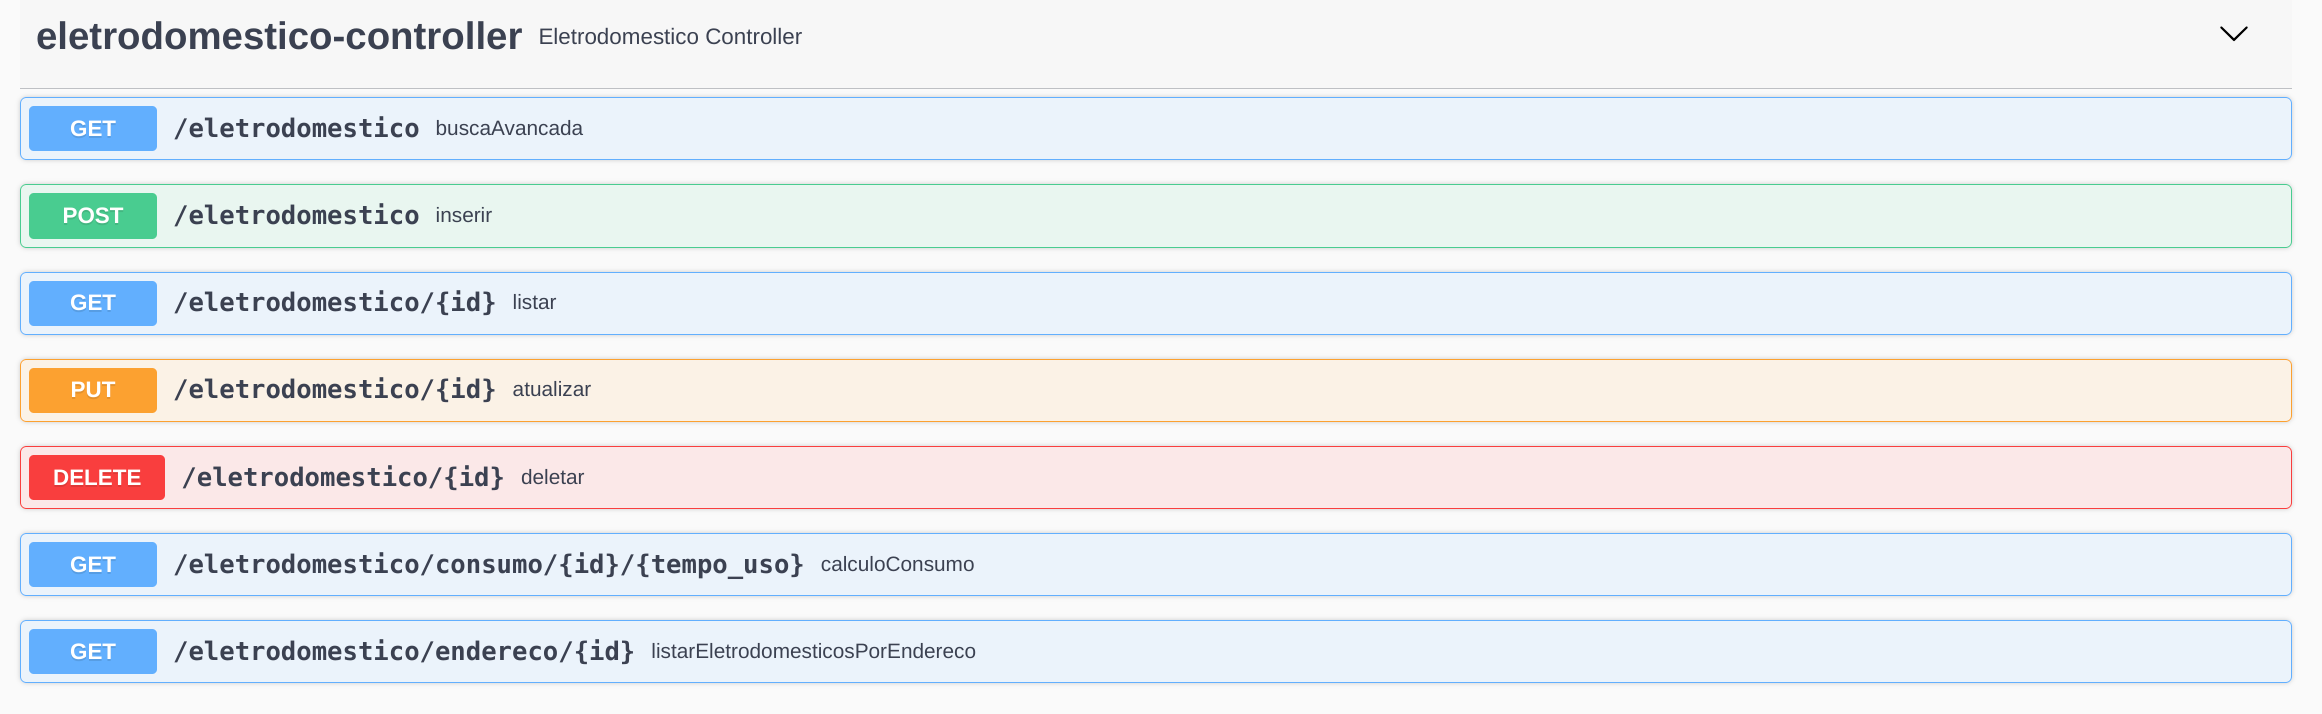 eletrodomestico-controller Eletrodomestico Controller
GET /eletrodomestico buscaAvancada
POST /eletrodomestico inserir
GET /eletrodomestico/{id} listar
PUT /eletrodomestico/{id} atualizar
DELETE /eletrodomestico/{id} deletar
GET /eletrodomestico/consumo/{id}/{tempo_uso} calculoConsumo
GET /eletrodomestico/endereco/{id} listarEletrodomesticosPorEndereco